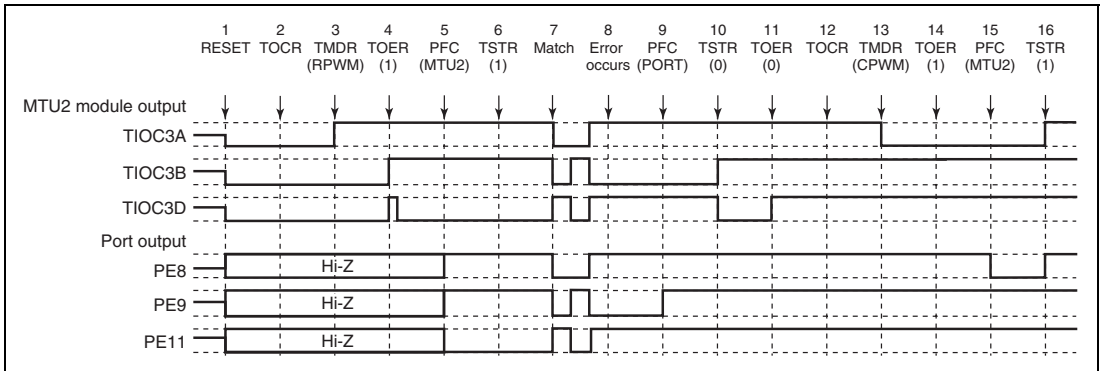 1 2 3 4 5 6 7 8 9 10 11 12 13 14 15 16
RESET TOCR TMDR TOER PFC TSTR Match Error PFC TSTR TOER TOCR TMDR TOER PFC TSTR
(RPWM) (1) (MTU2) (1) occurs (PORT) (0) (0) (CPWM) (1) (MTU2) (1)
MTU2 module output
TIOC3A
TIOC3B
TIOC3D
Port output
PE8 Hi-Z
PE9 Hi-Z
PE11 Hi-Z